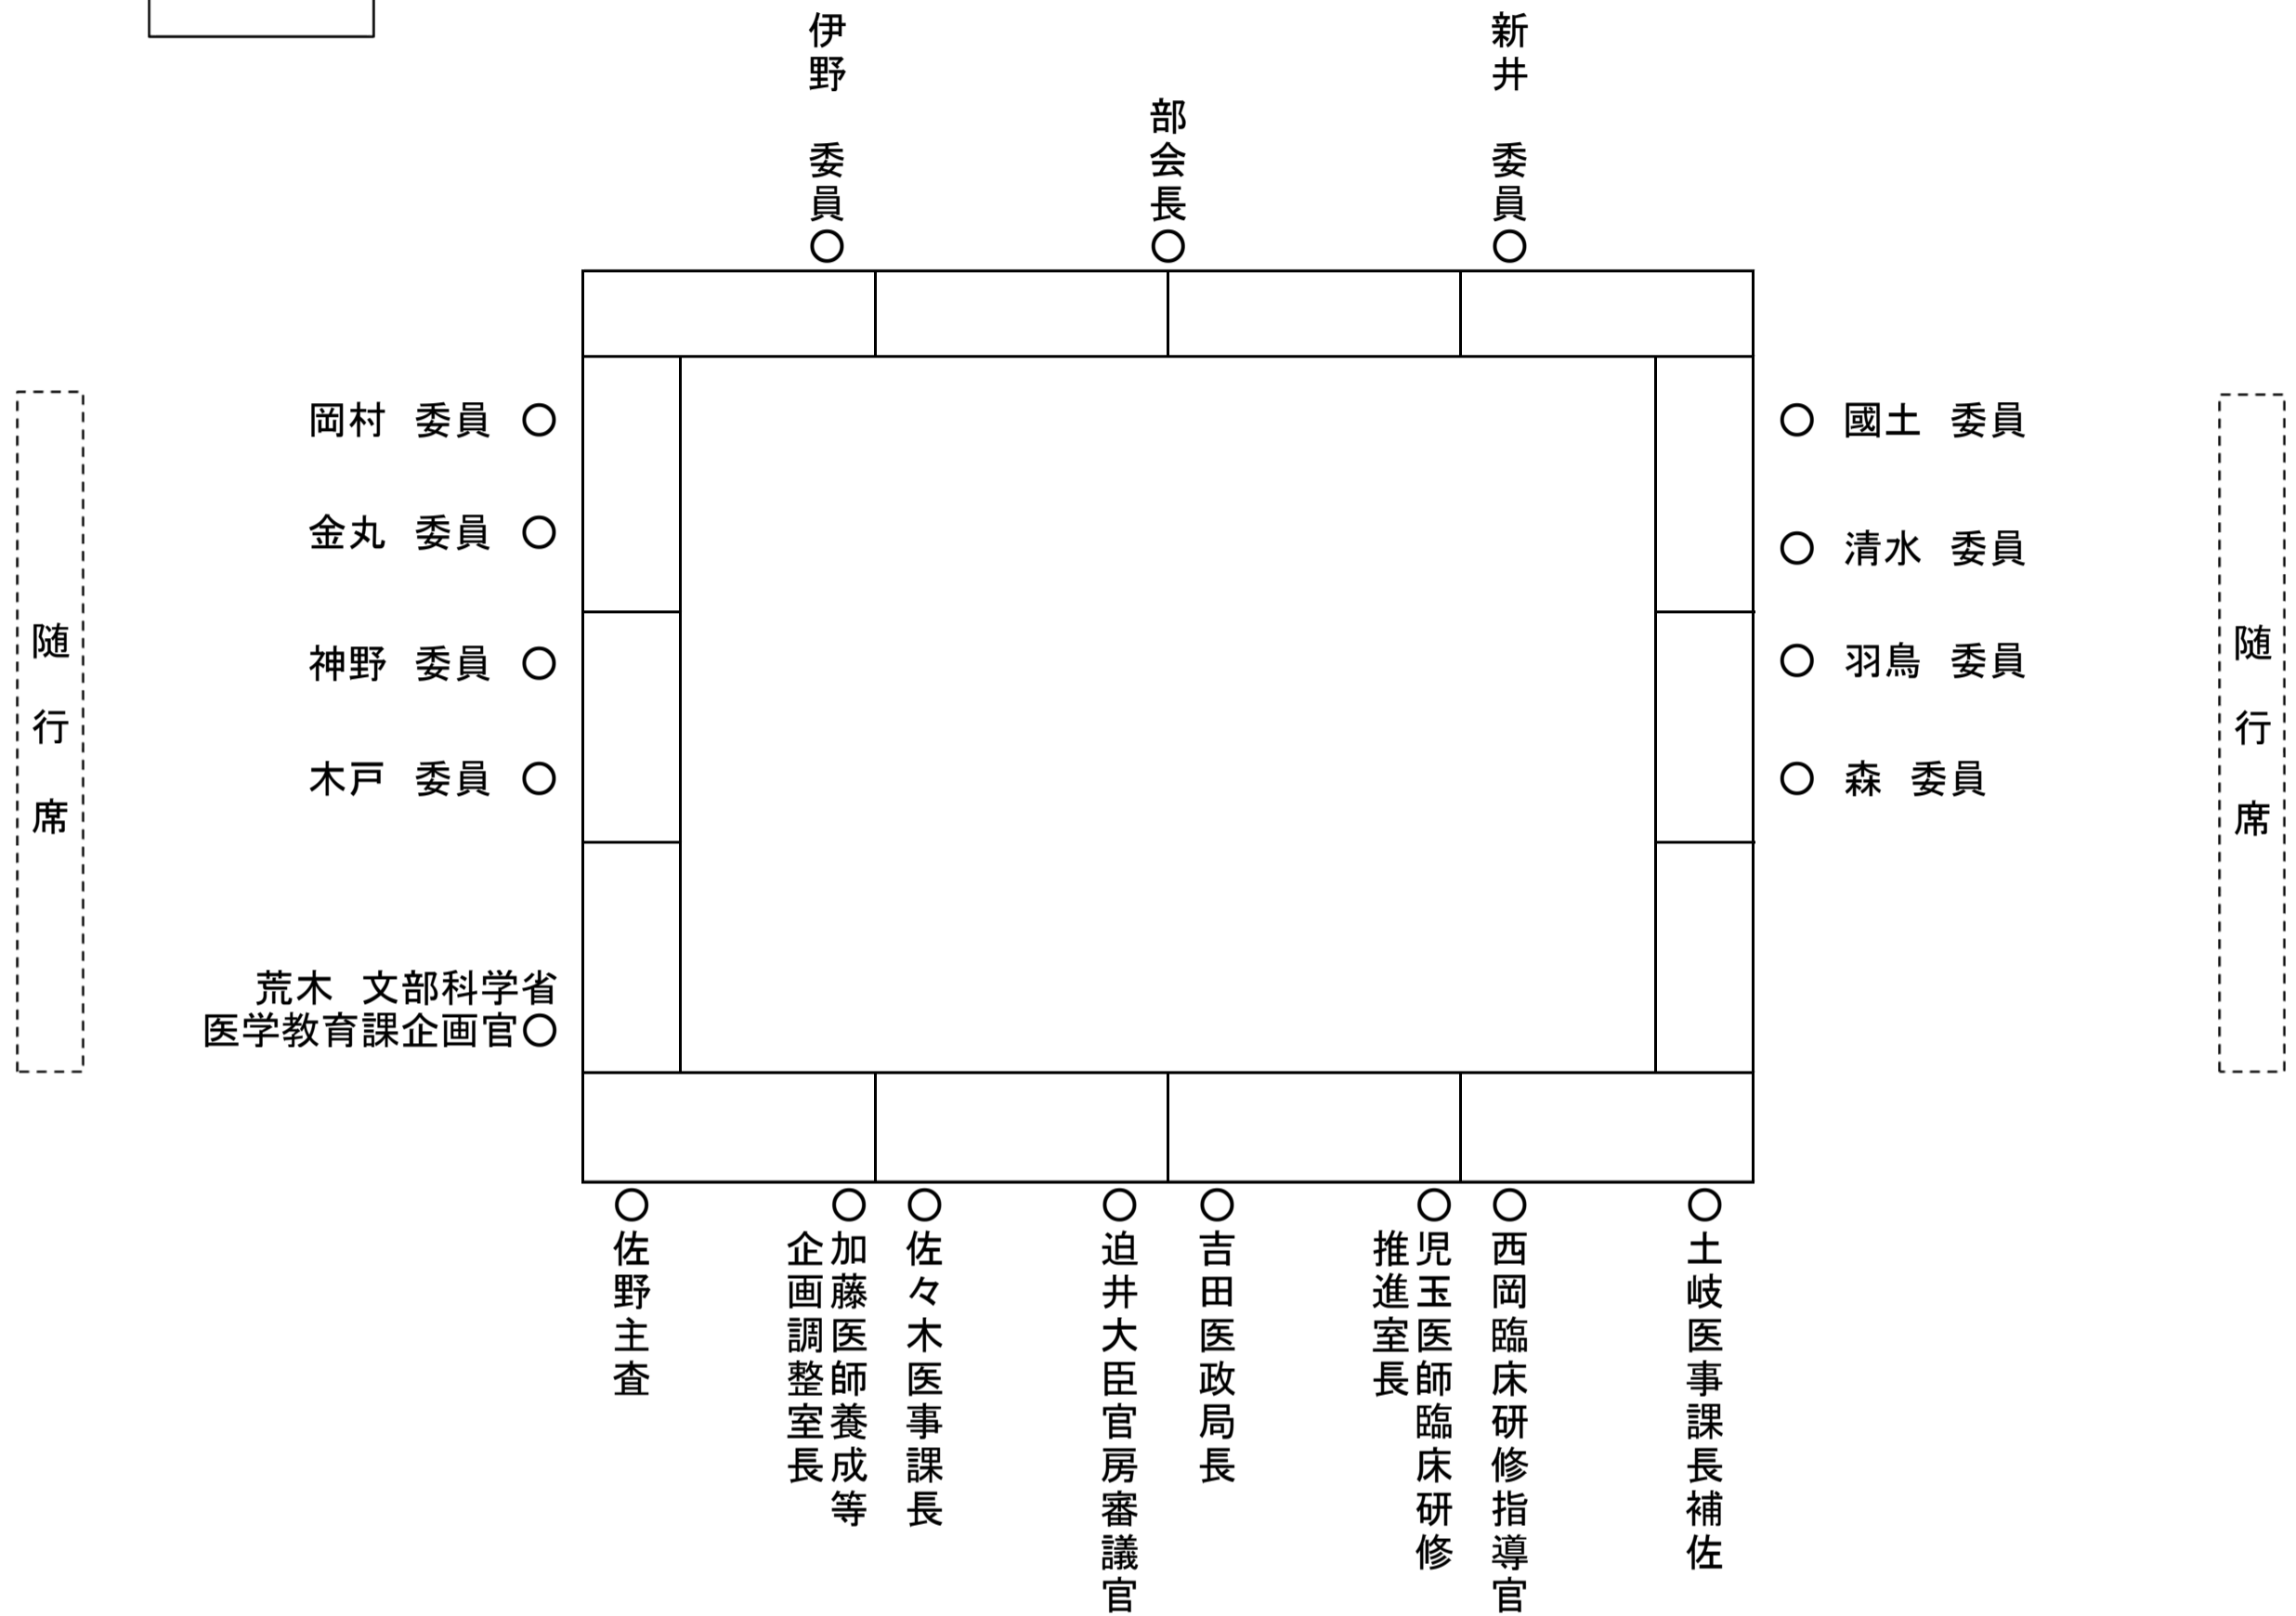 伊野 委員
部会長
新井 委員
岡村 委員
金丸 委員
神野 委員
木戸 委員
荒木 文部科学省
医学教育課企画官
國土 委員
清水 委員
羽鳥 委員
森 委員
随行席
随行席
佐野主査
加藤医師養成等
企画調整室長
佐々木医事課長
迫井大臣官房審議官
吉田医政局長
児玉医師臨床研修
推進室長
西岡臨床研修指導官
土岐医事課長補佐